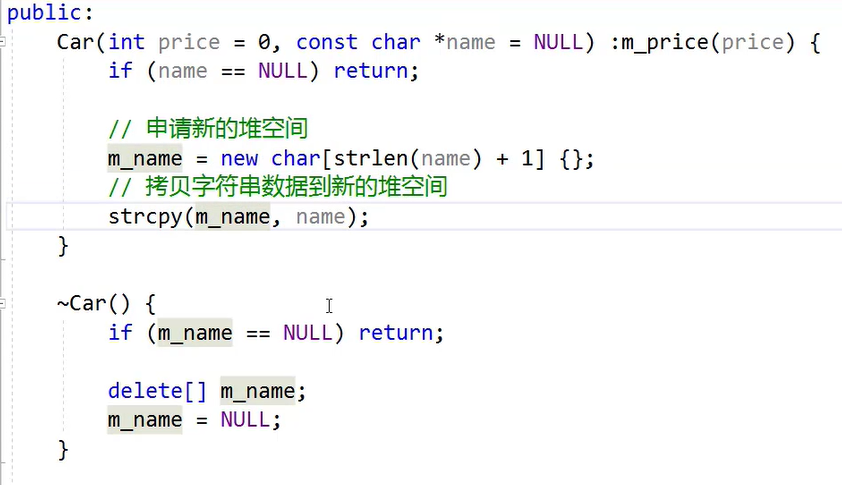 public:
Car(int price = 0, const char *name = NULL) :m_price(price) {
if (name == NULL) return;
// 申请新的堆空间
m_name = new char[strlen(name) + 1] {};
// 拷贝字符串数据到新的堆空间
strcpy(m_name, name);
}
~Car() {
if (m_name == NULL) return;
delete[] m_name;
m_name = NULL;
}